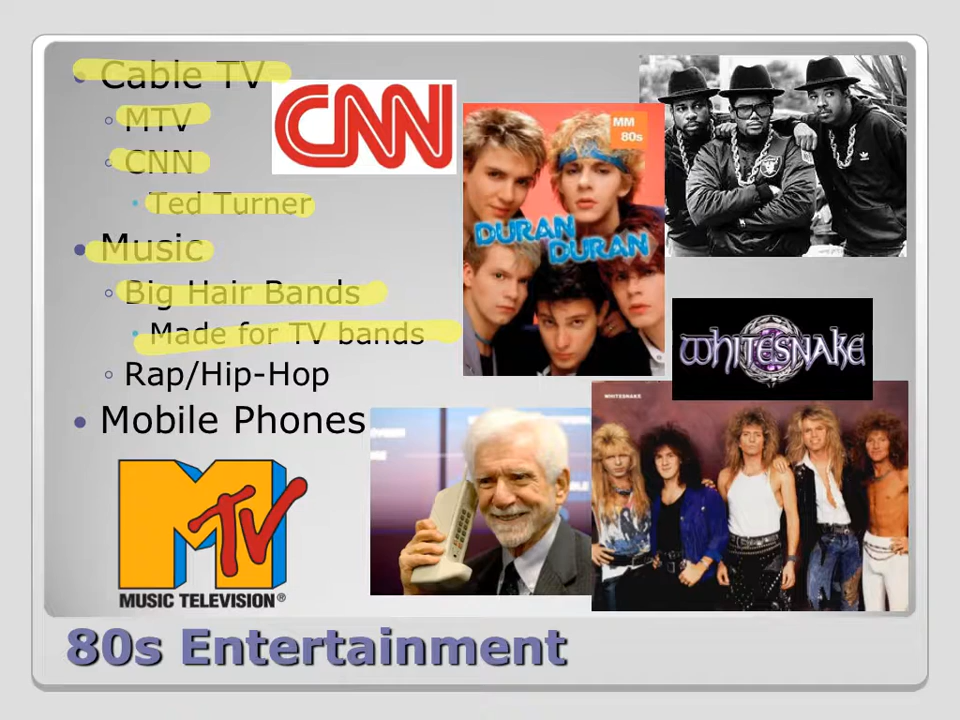 Cable TV
MTV
CNN
Ted Turner
Music
Big Hair Bands
Made for TV bands
Rap/Hip-Hop
Mobile Phones
CNN
MM
80s
DURAN
DURAN
WHITESNAKE
WHITESNAKE
MTV
MUSIC TELEVISION®
80s Entertainment